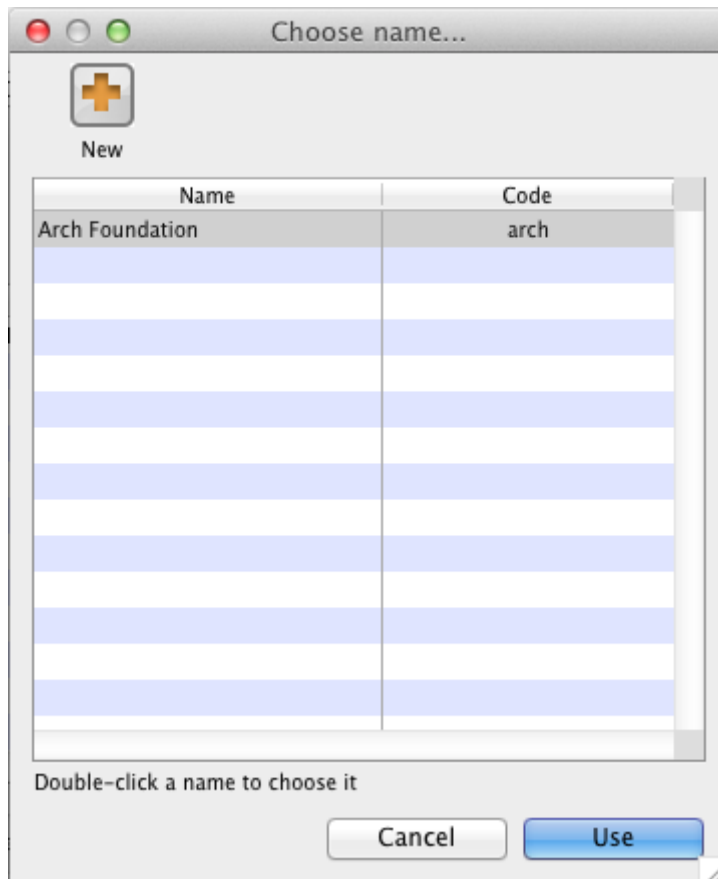 Choose name...
New
Name Code
Arch Foundation arch
Double-click a name to choose it
Cancel Use